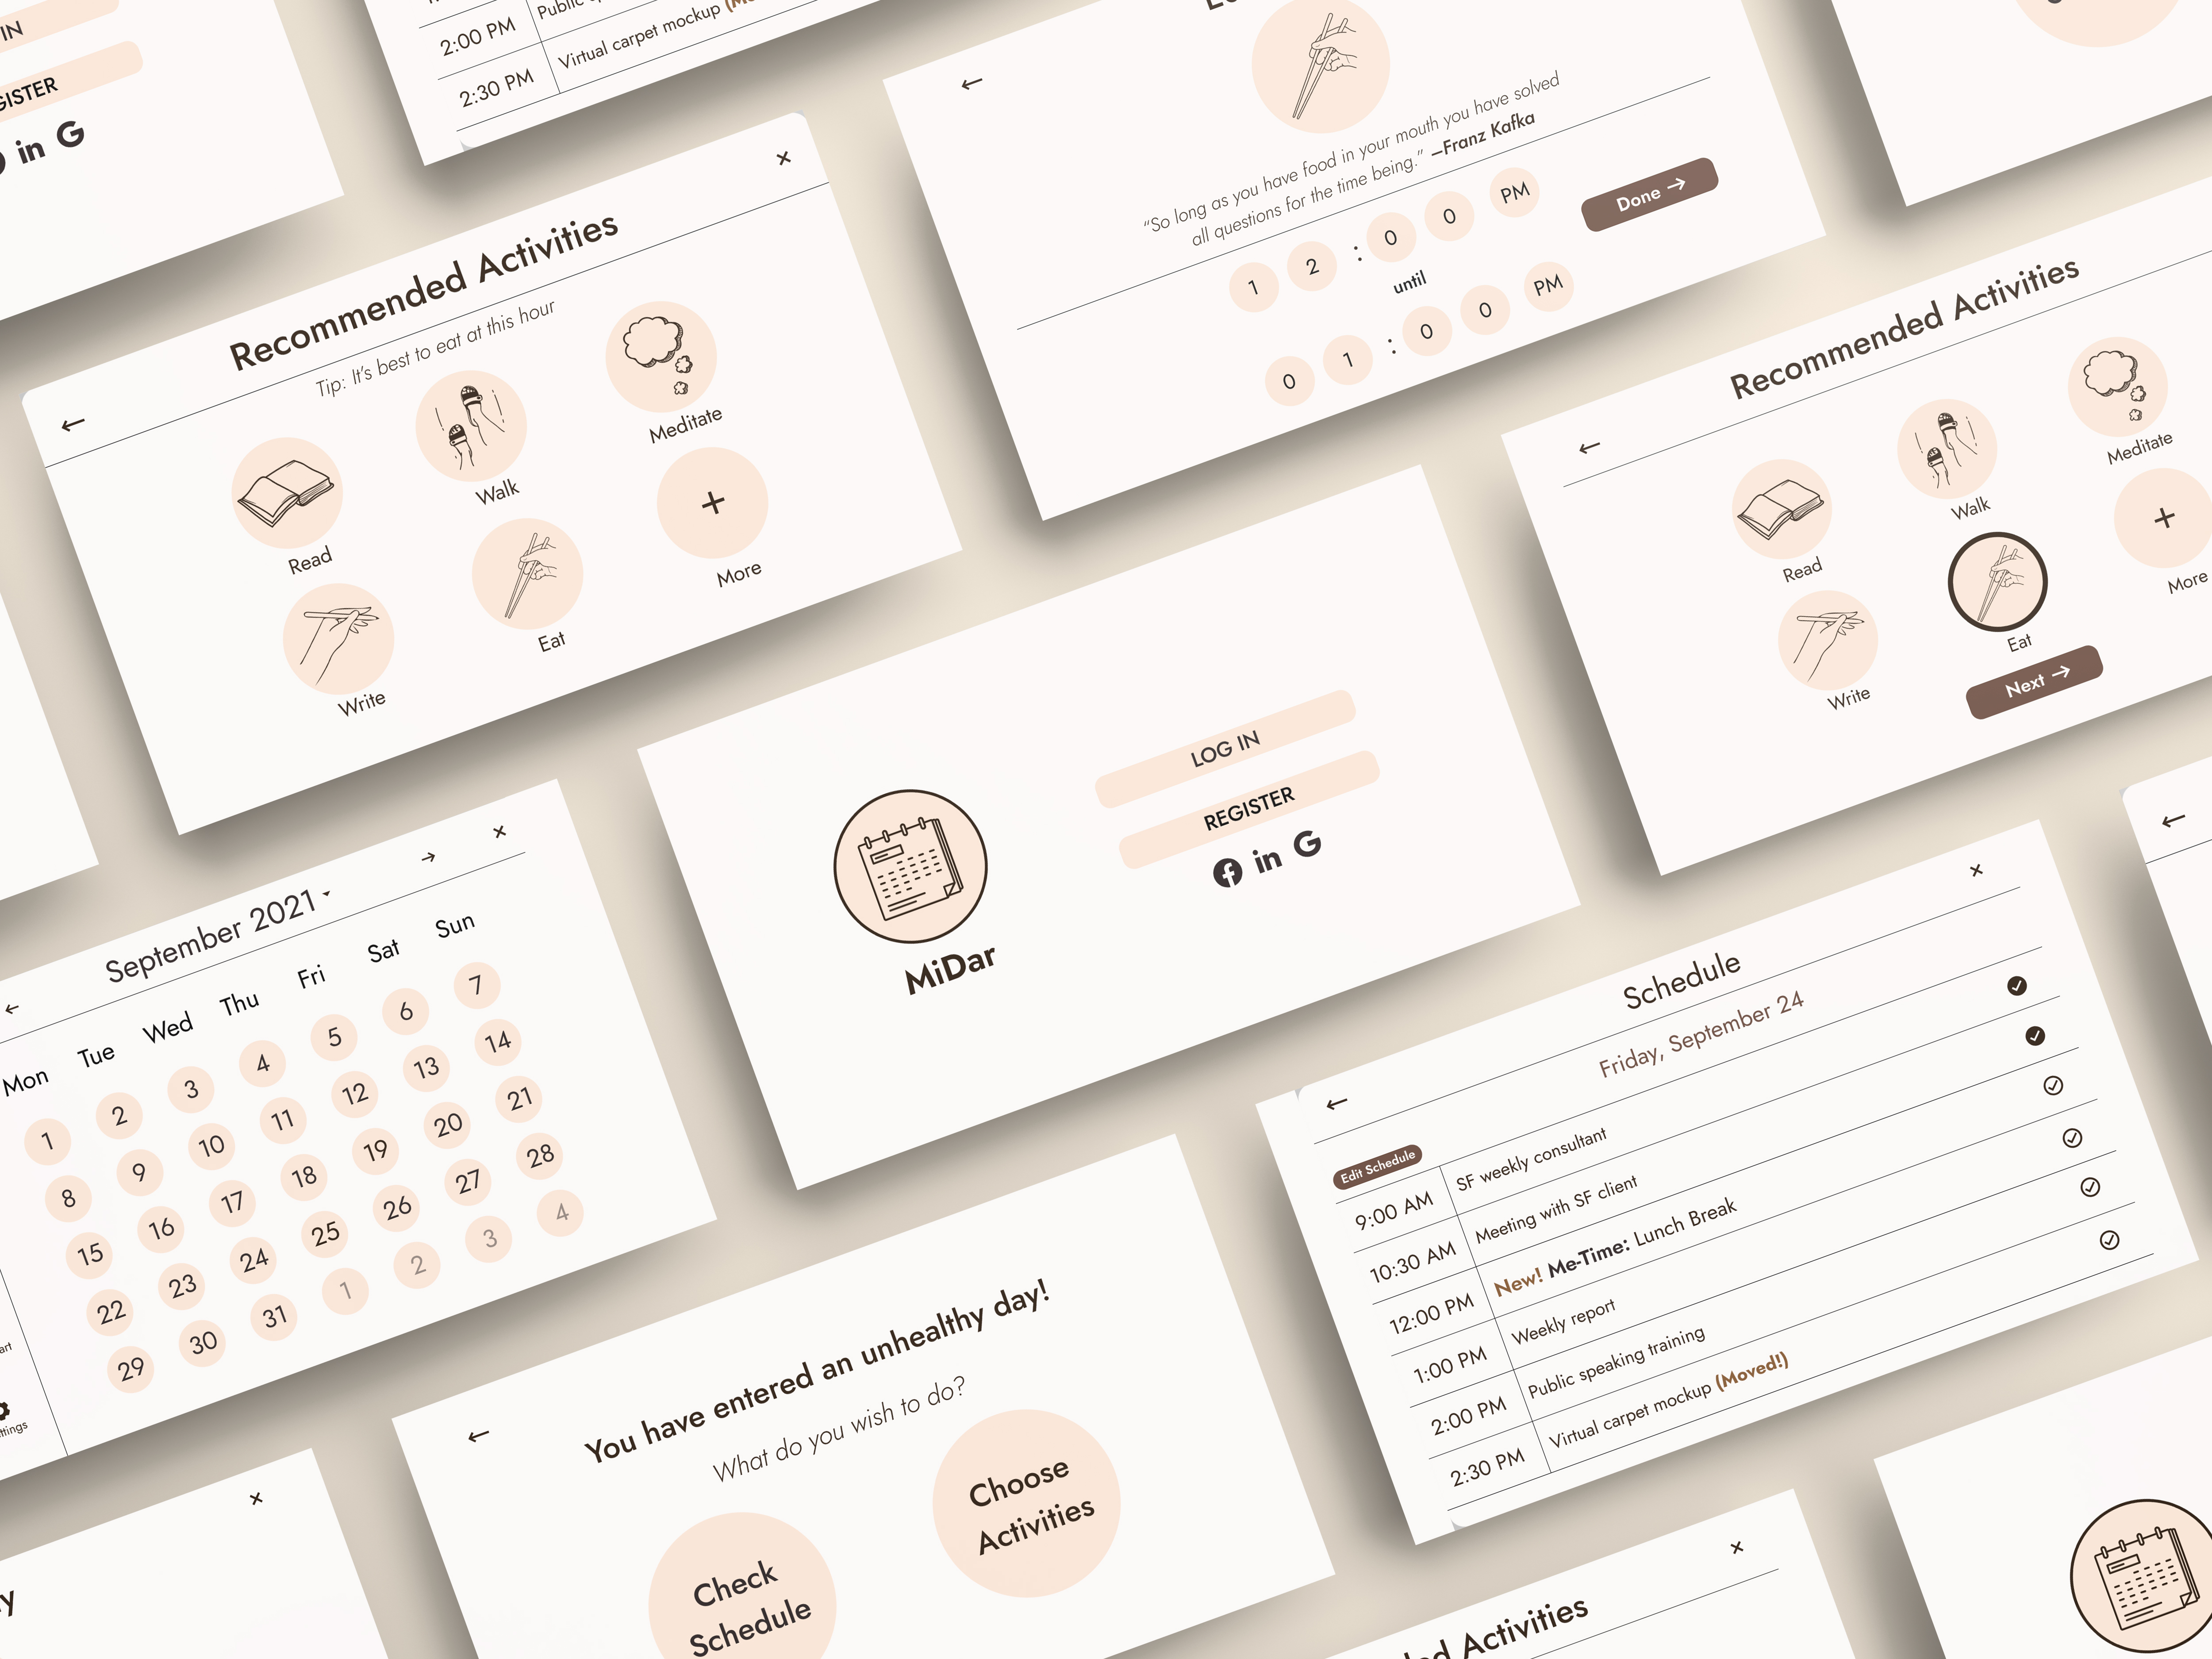 IN
GISTER
in G
2:00 PM Public
2:30 PM Virtual carpet mockup
“So long as you have food in your mouth you have solved
all questions for the time being.” —Franz Kafka
1 2 : 0 0 PM
until
0 1 : 0 0 PM
Done →
Recommended Activities
Tip: It's best to eat at this hour
Read
Walk
Meditate
Write
Eat
More
Recommended Activities
Read
Walk
Meditate
Write
Eat
More
Next →
LOG IN
REGISTER
in G
MiDar
September 2021
Mon Tue Wed Thu Fri Sat Sun
1 2 3 4 5 6 7
8 9 10 11 12 13 14
15 16 17 18 19 20 21
22 23 24 25 26 27 28
29 30 31 1 2 3 4
art
ttings
Schedule
Friday, September 24
Edit Schedule
9:00 AM SF weekly consultant
10:30 AM Meeting with SF client
12:00 PM New! Me-Time: Lunch Break
1:00 PM Weekly report
2:00 PM Public speaking training
2:30 PM Virtual carpet mockup (Moved!)
You have entered an unhealthy day!
What do you wish to do?
Check
Schedule
Choose
Activities
y
ed Activities